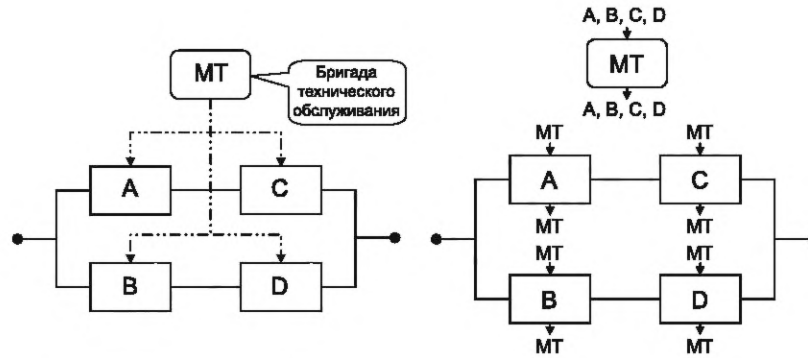 MT
Бригада
технического
обслуживания
A
C
B
D
A, B, C, D
MT
A, B, C, D
MT MT
A
C
MT MT
MT MT
B
D
MT MT